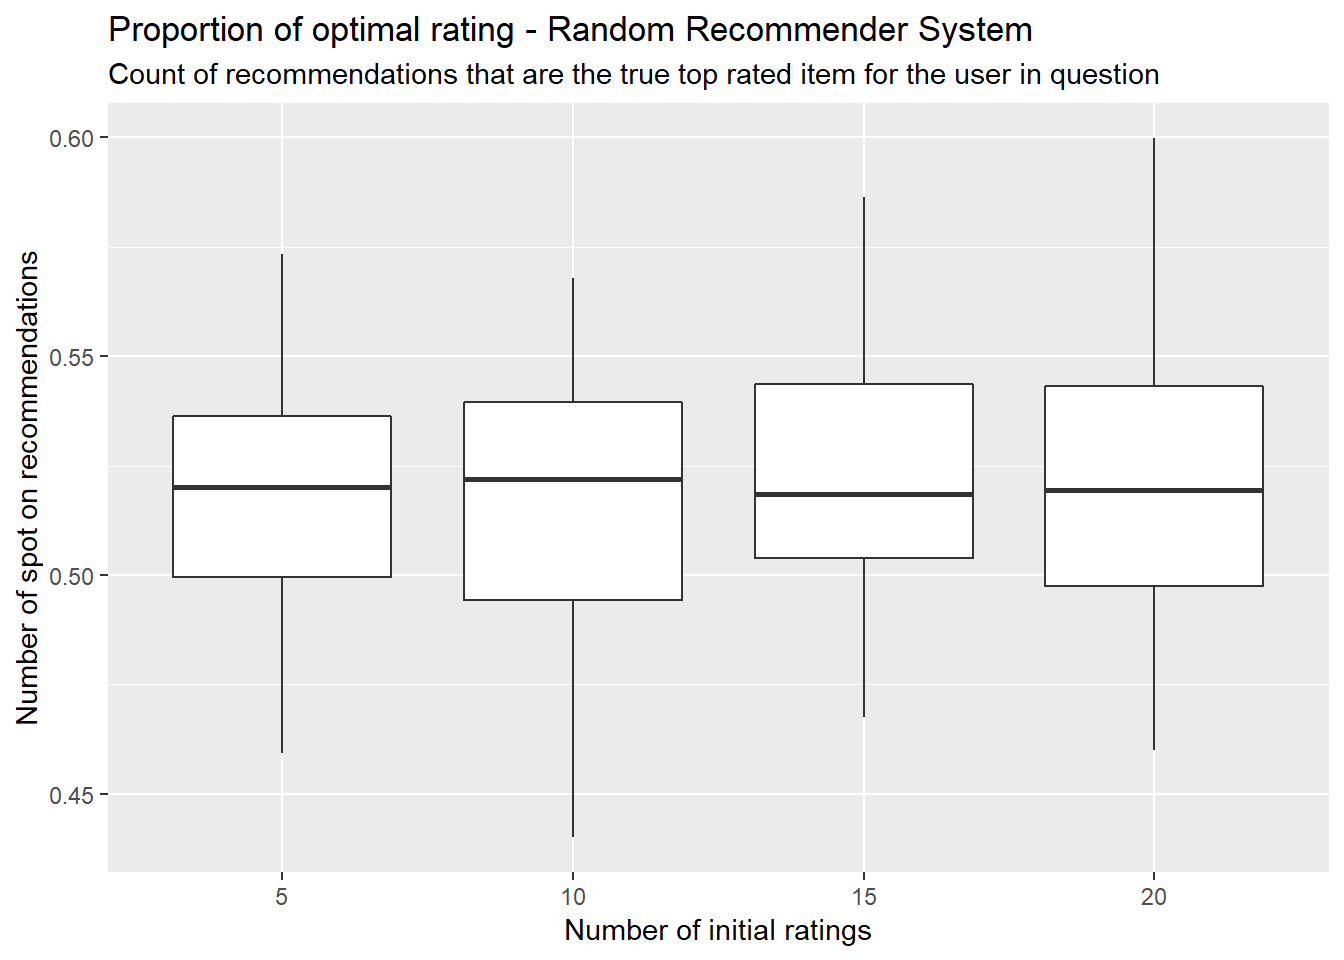 Proportion of optimal rating - Random Recommender System
Count of recommendations that are the true top rated item for the user in question
Number of spot on recommendations
0.60
0.55
0.50
0.45
5
10
15
20
Number of initial ratings